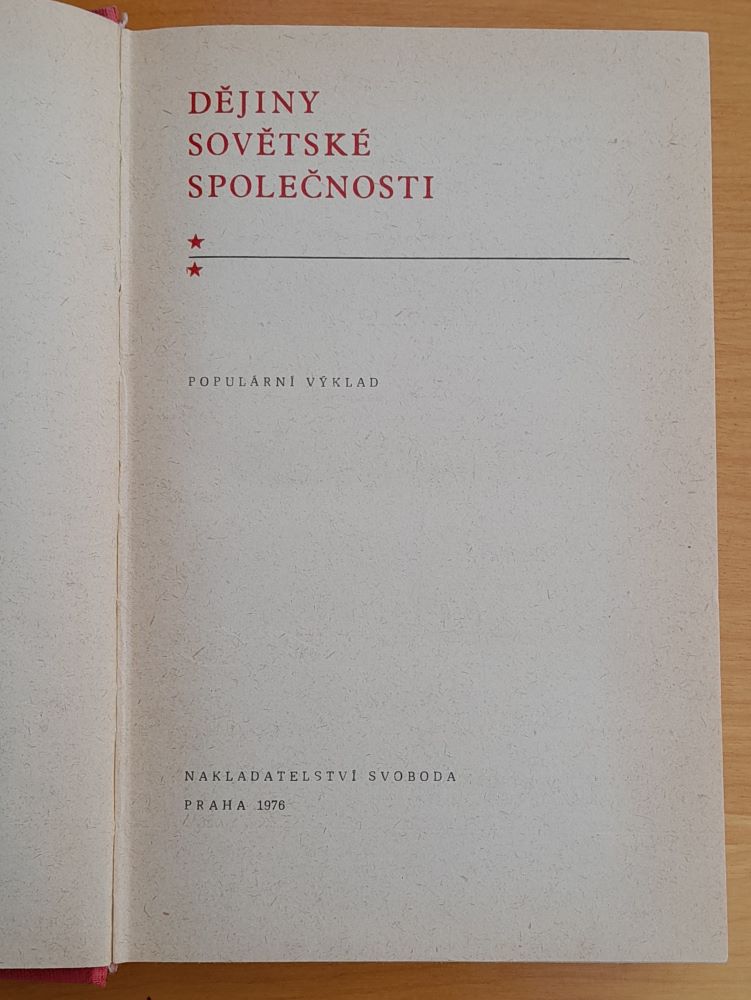 DĚJINY
SOVĚTSKÉ
SPOLEČNOSTI
POPULÁRNÍ VÝKLAD
NAKLADATELSTVÍ SVOBODA
PRAHA 1976